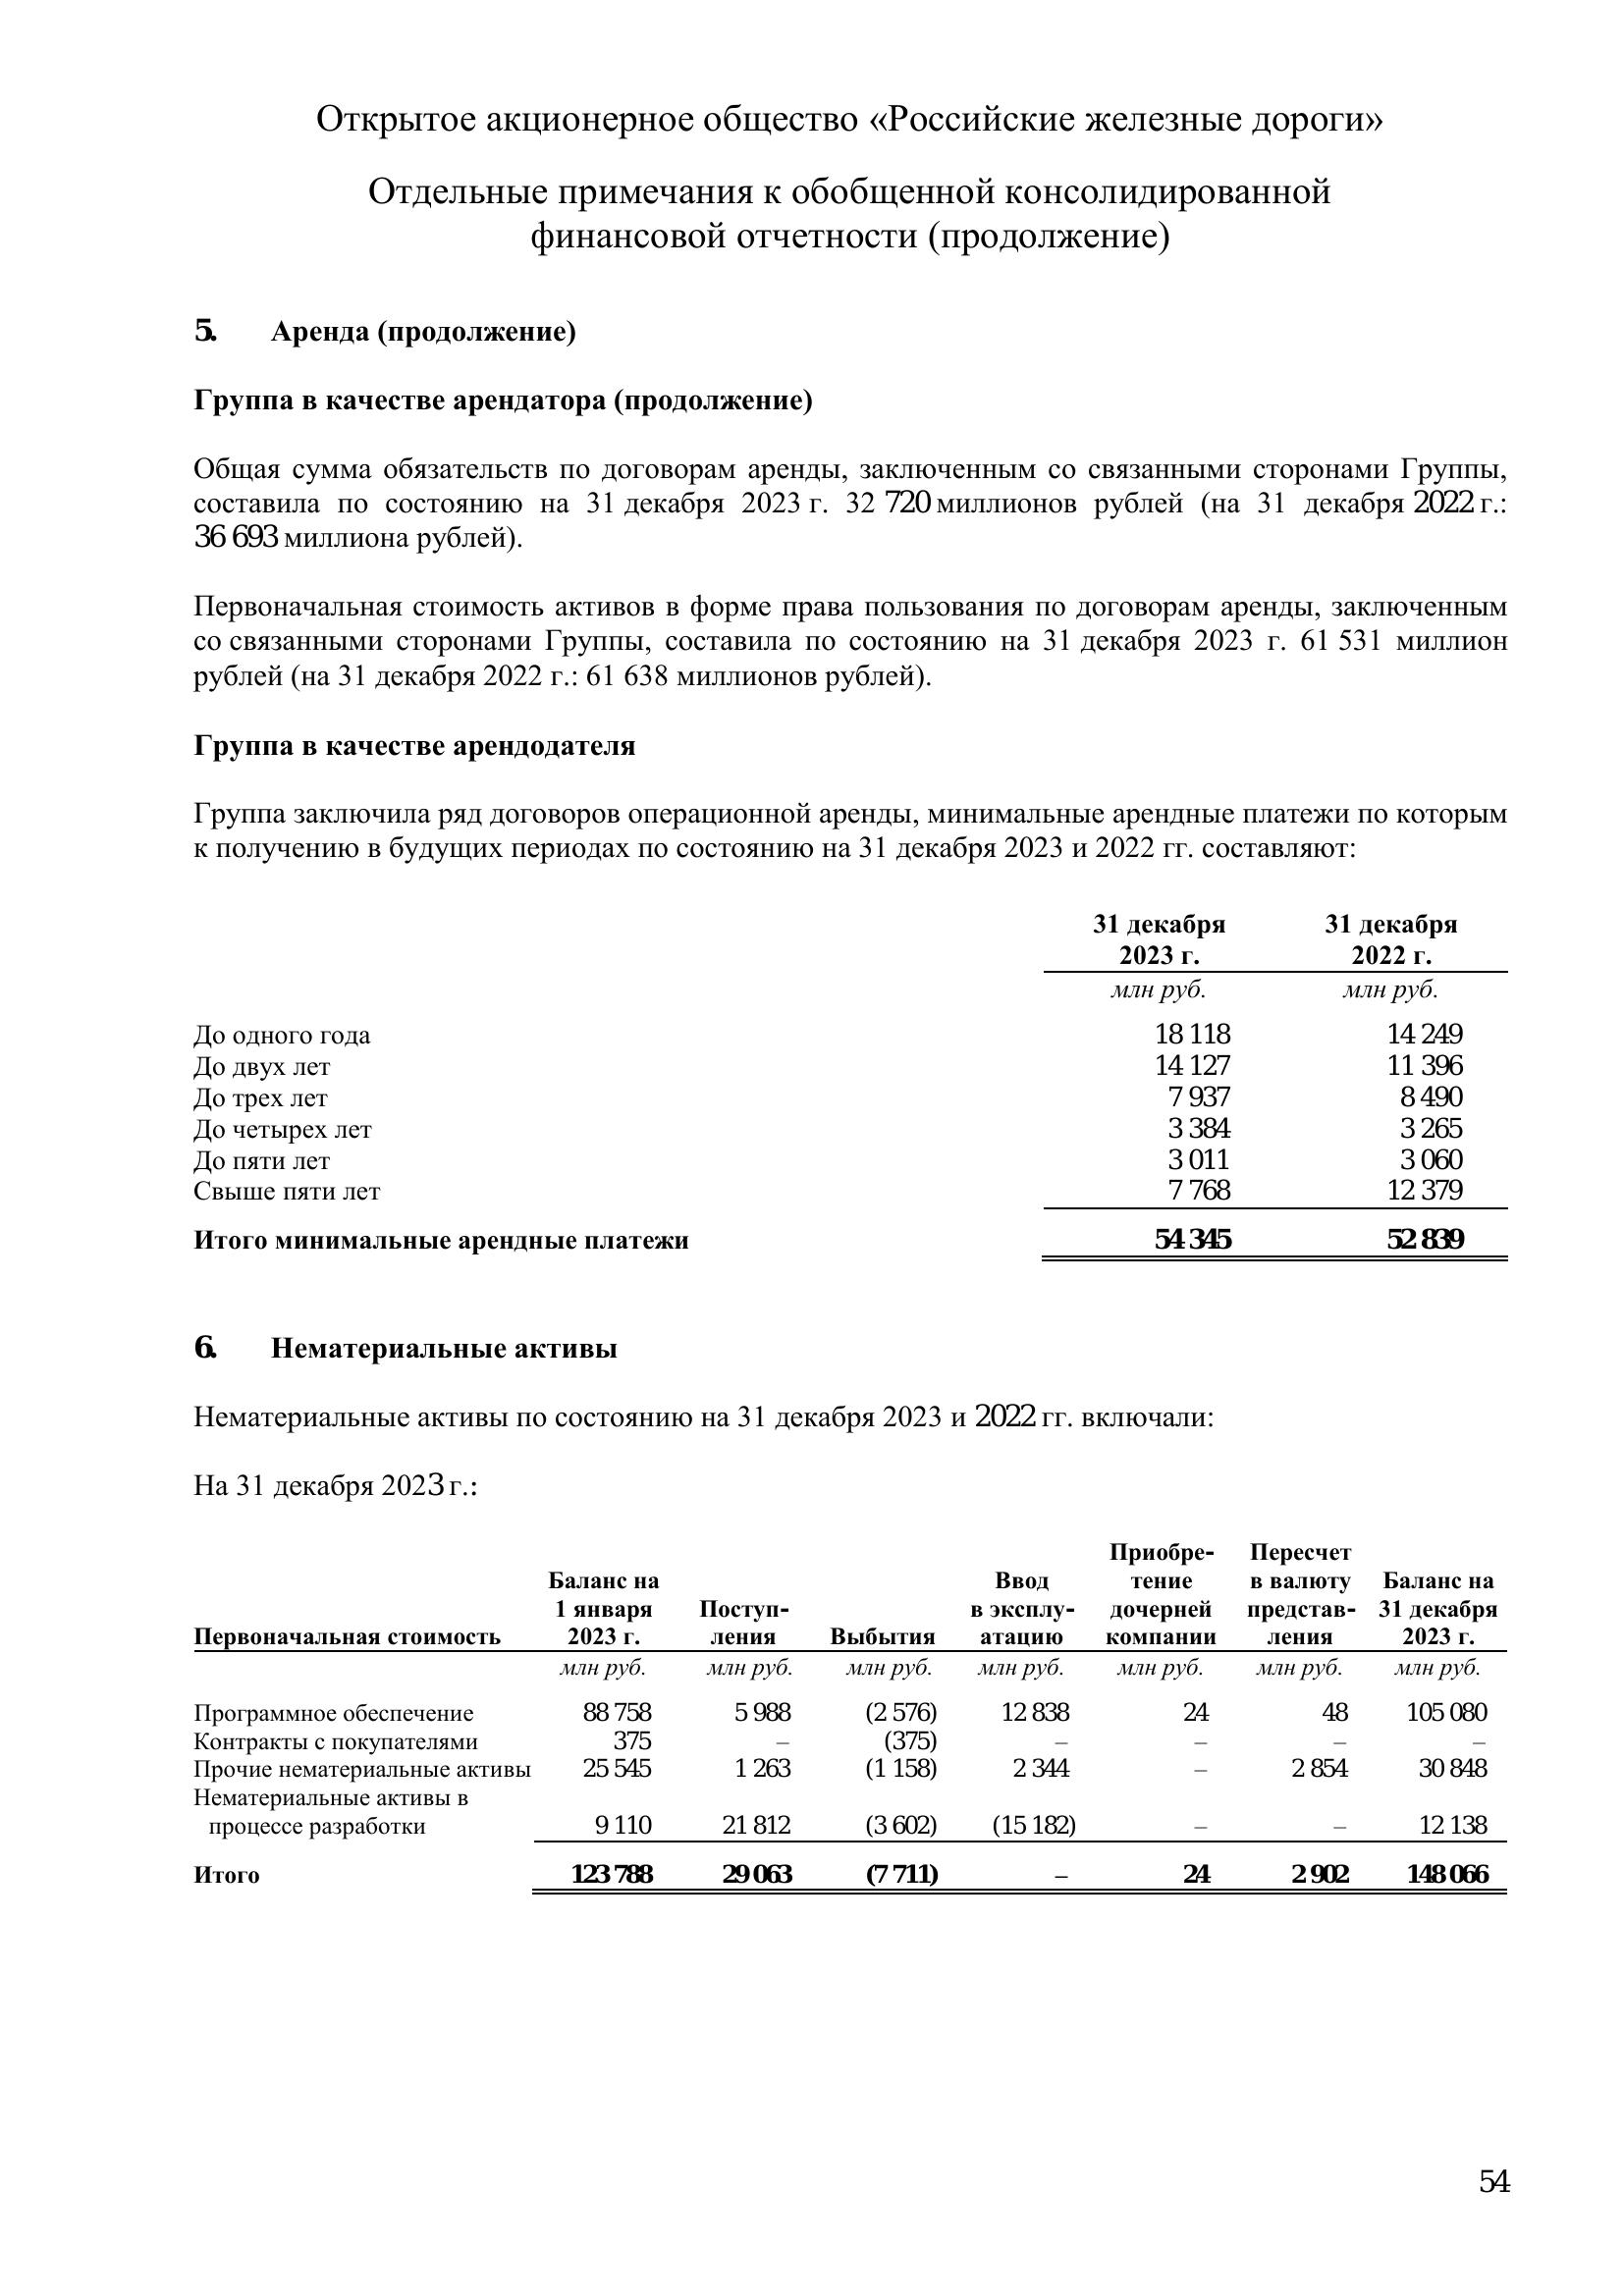 Открытое акционерное общество «Российские железные дороги»
Отдельные примечания к обобщенной консолидированной
финансовой отчетности (продолжение)
5. Аренда (продолжение)
Группа в качестве арендатора (продолжение)
Общая сумма обязательств по договорам аренды, заключенным со связанными сторонами Группы,
составила по состоянию на 31 декабря 2023 г. 32 720 миллионов рублей (на 31 декабря 2022 г.:
36 693 миллиона рублей).
Первоначальная стоимость активов в форме права пользования по договорам аренды, заключенным
со связанными сторонами Группы, составила по состоянию на 31 декабря 2023 г. 61 531 миллион
рублей (на 31 декабря 2022 г.: 61 638 миллионов рублей).
Группа в качестве арендодателя
Группа заключила ряд договоров операционной аренды, минимальные арендные платежи по которым
к получению в будущих периодах по состоянию на 31 декабря 2023 и 2022 гг. составляют:
31 декабря 31 декабря
2023 г. 2022 г.
млн руб. млн руб.
До одного года 18 118 14 249
До двух лет 14 127 11 396
До трех лет 7 937 8 490
До четырех лет 3 384 3 265
До пяти лет 3 011 3 060
Свыше пяти лет 7 768 12 379
Итого минимальные арендные платежи 54 345 52 839
6. Нематериальные активы
Нематериальные активы по состоянию на 31 декабря 2023 и 2022 гг. включали:
На 31 декабря 2023 г.:
Приобре- Пересчет
Баланс на Ввод тение в валюту Баланс на
1 января Поступ- в эксплу- дочерней представ- 31 декабря
Первоначальная стоимость 2023 г. ления Выбытия атацию компании ления 2023 г.
млн руб. млн руб. млн руб. млн руб. млн руб. млн руб. млн руб.
Программное обеспечение 88 758 5 988 (2 576) 12 838 24 48 105 080
Контракты с покупателями 375 – (375) – – – –
Прочие нематериальные активы 25 545 1 263 (1 158) 2 344 – 2 854 30 848
Нематериальные активы в
процессе разработки 9 110 21 812 (3 602) (15 182) – – 12 138
Итого 123 788 29 063 (7 711) – 24 2 902 148 066
54